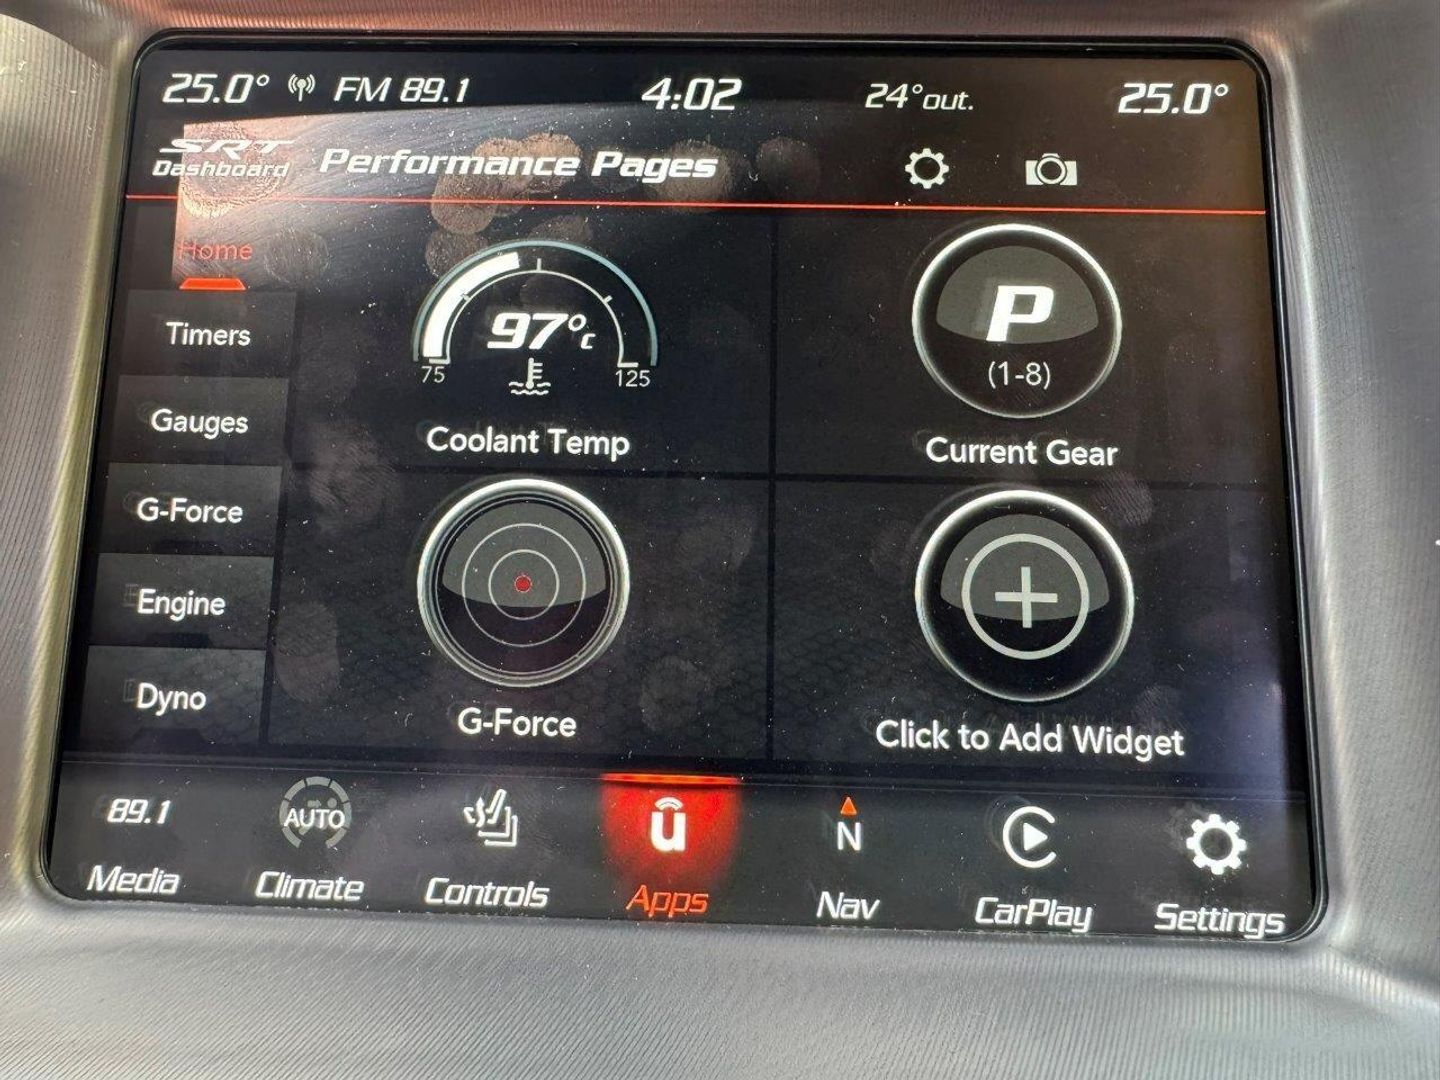 25.0° FM 89.1 4:02 24°out. 25.0°
SRT
Dashboard
Performance Pages
Home
Timers
Gauges
G-Force
Engine
Dyno
97°c
75 125
Coolant Temp
P
(1-8)
Current Gear
G-Force
Click to Add Widget
89.1 AUTO u N
Media Climate Controls Apps Nav CarPlay Settings